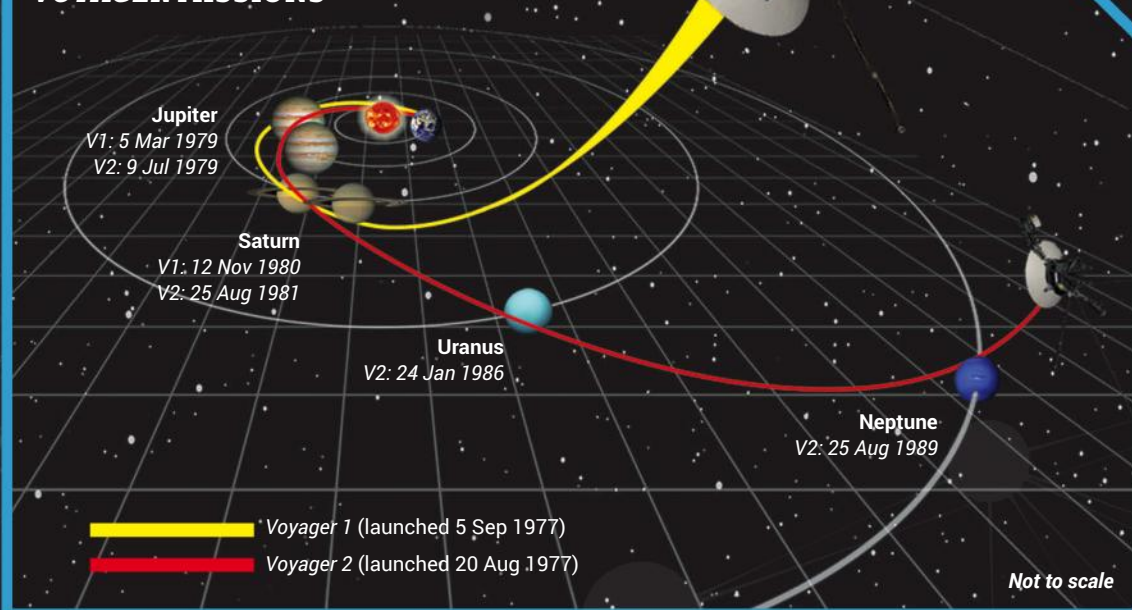 Jupiter
V1: 5 Mar 1979
V2: 9 Jul 1979
Saturn
V1: 12 Nov 1980
V2: 25 Aug 1981
Uranus
V2: 24 Jan 1986
Neptune
V2: 25 Aug 1989
Voyager 1 (launched 5 Sep 1977)
Voyager 2 (launched 20 Aug 1977)
Not to scale